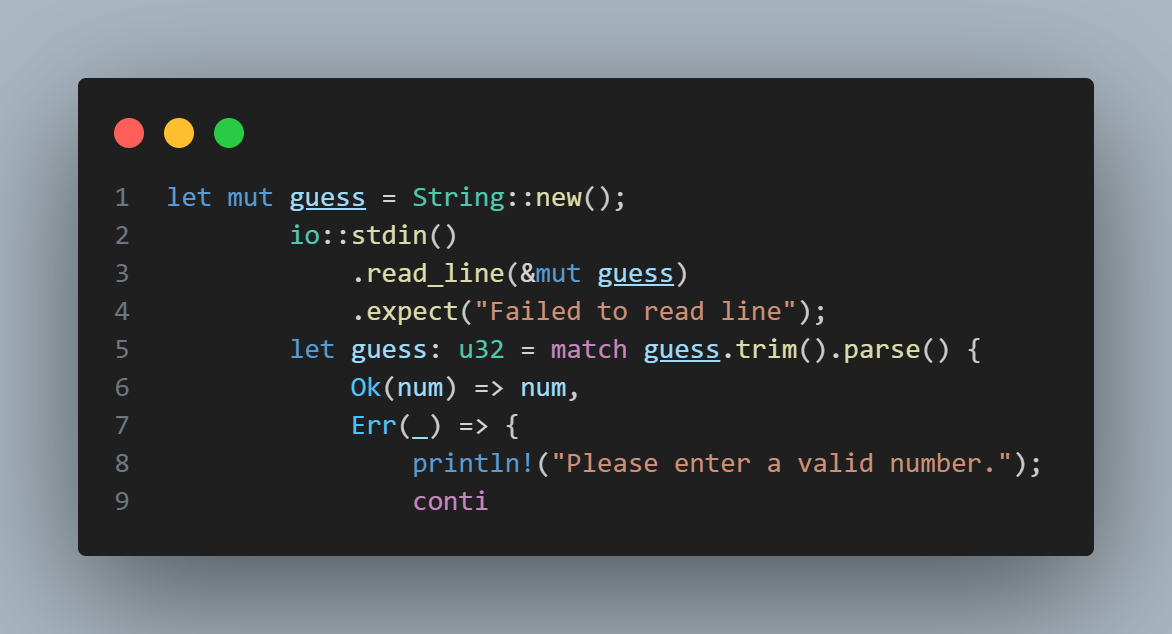 1 let mut guess = String::new();
2         io::stdin()
3             .read_line(&mut guess)
4             .expect("Failed to read line");
5         let guess: u32 = match guess.trim().parse() {
6             Ok(num) => num,
7             Err(_) => {
8                 println!("Please enter a valid number.");
9                 conti